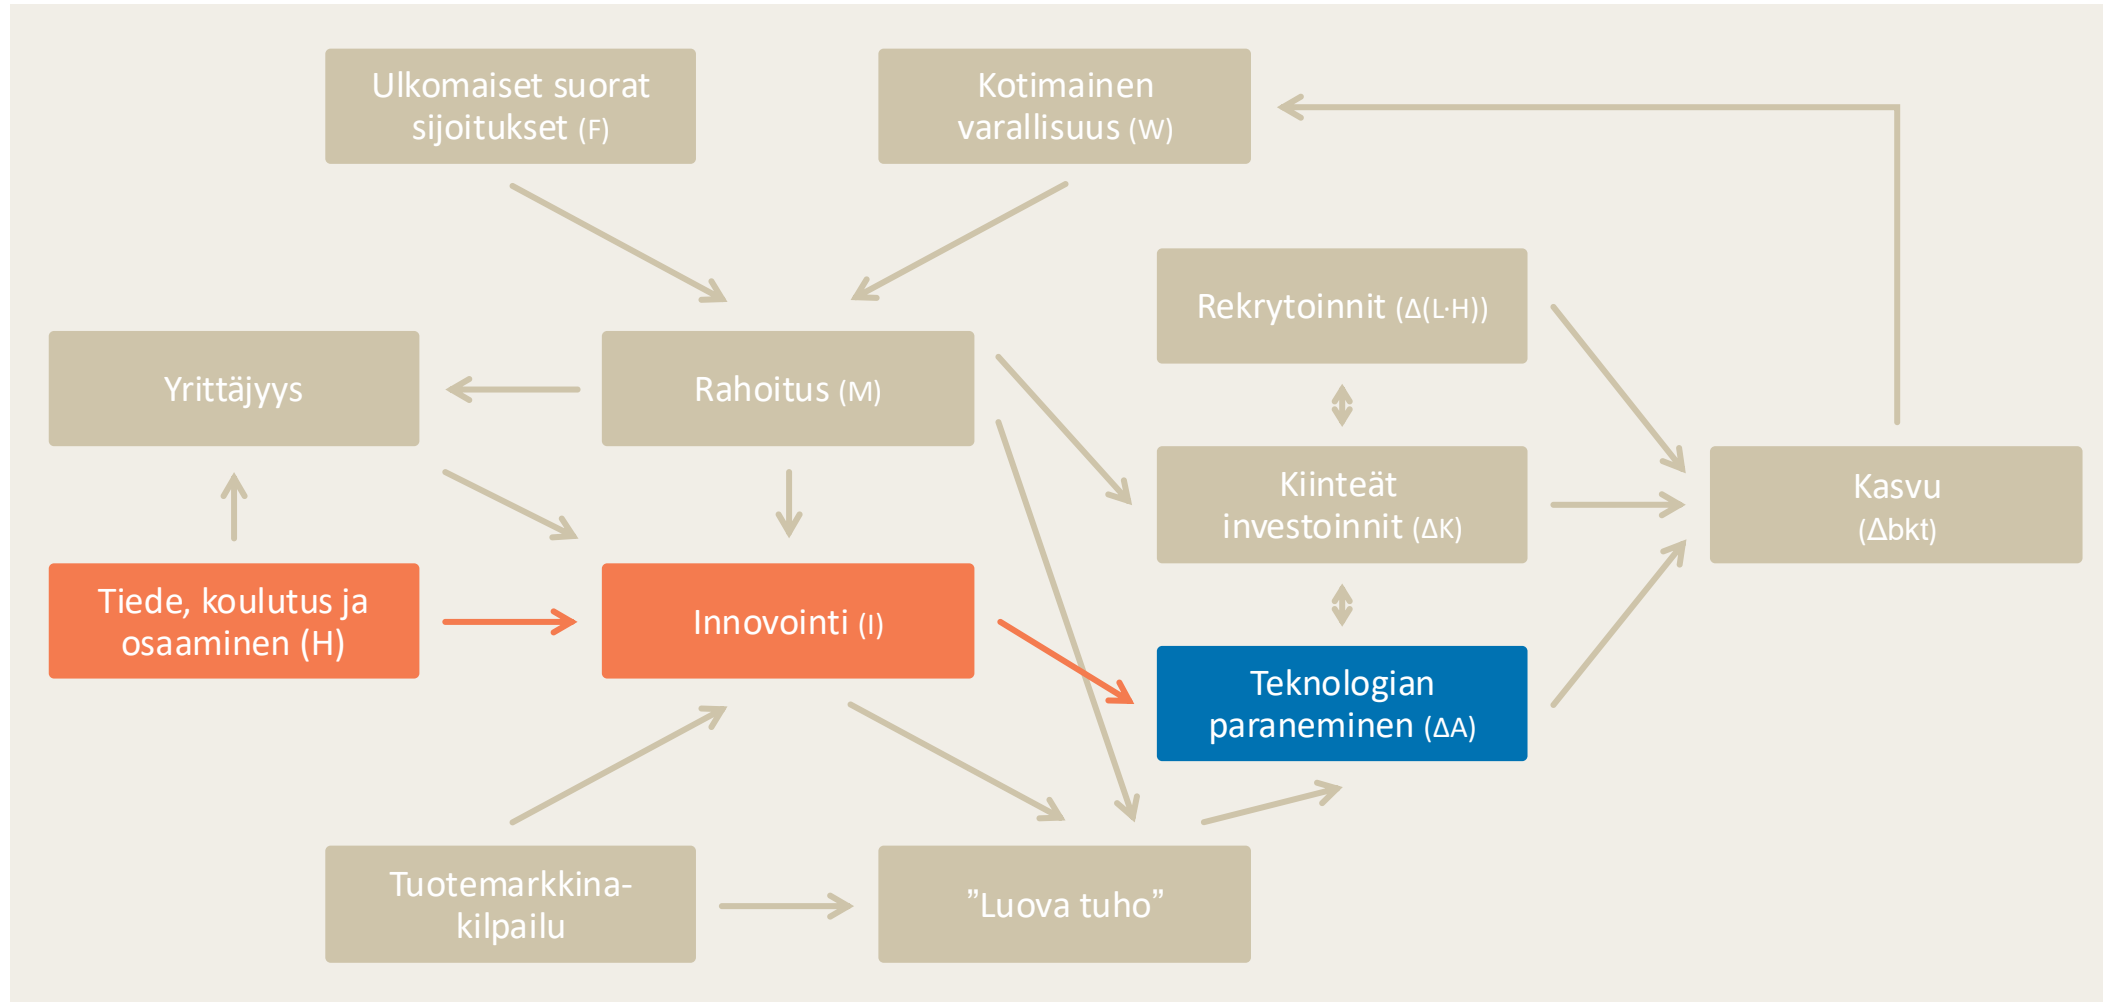 Ulkomaiset suorat
sijoitukset (F)
Kotimainen
varallisuus (W)
Rekrytoinnit (Δ(L·H))
Yrittäjyys
Rahoitus (M)
Kiinteät
investoinnit (ΔK)
Kasvu
(Δbkt)
Tiede, koulutus ja
osaaminen (H)
Innovointi (I)
Teknologian
paraneminen (ΔA)
Tuotemarkkina-
kilpailu
”Luova tuho”